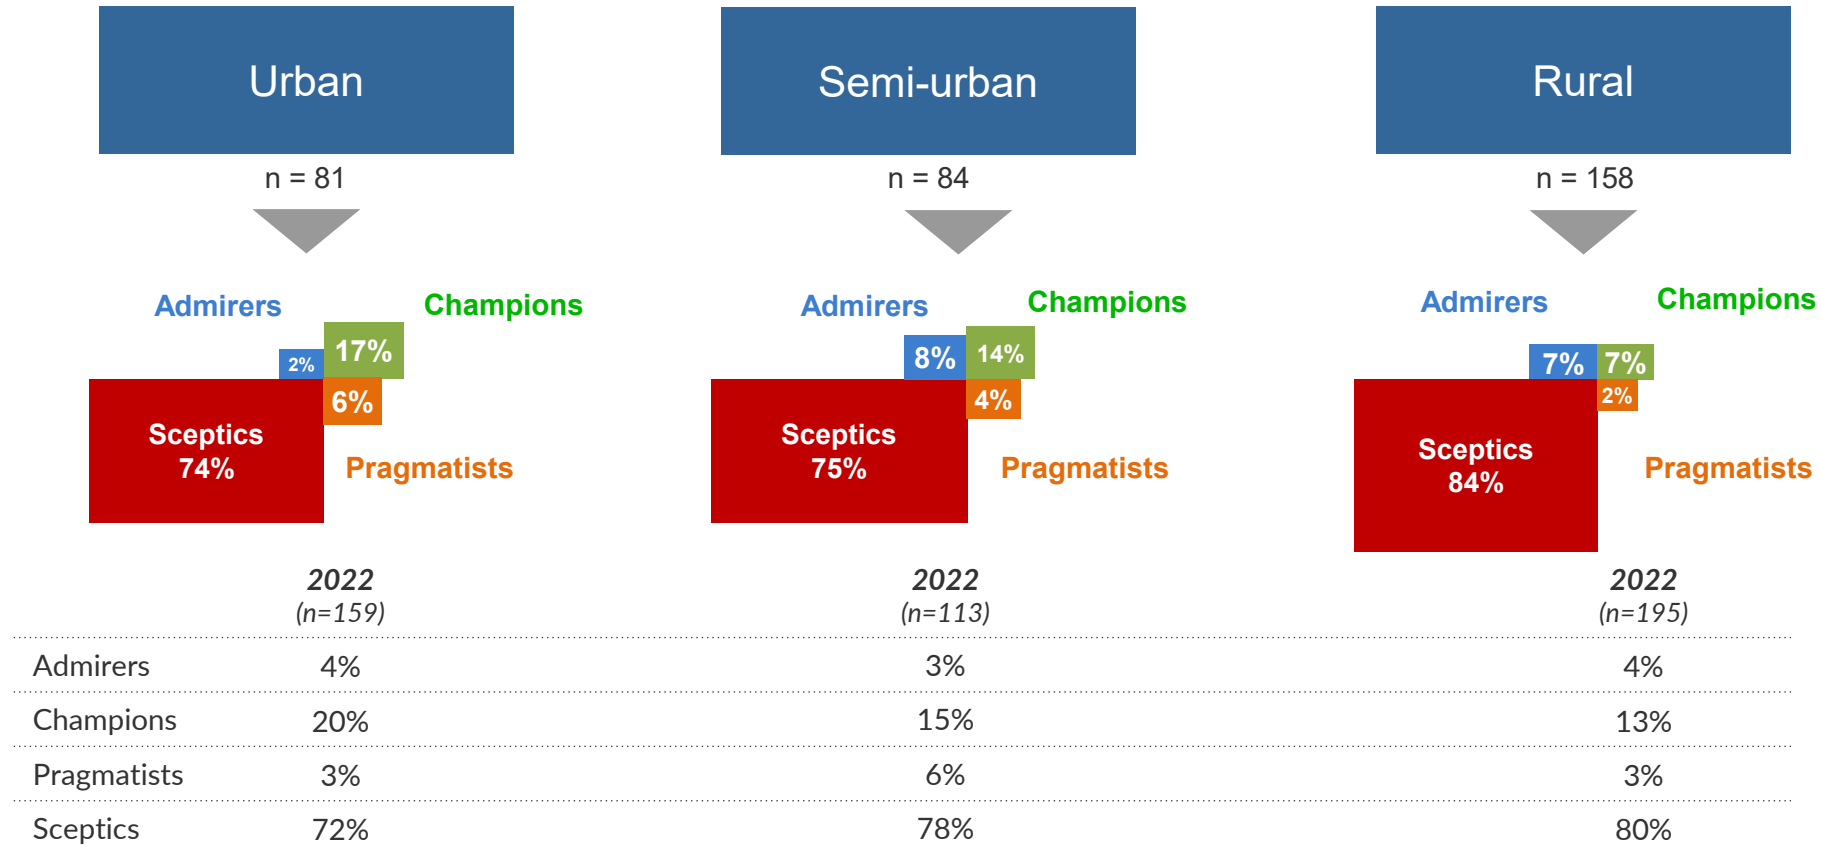 Urban
n = 81
Admirers
Champions
2%
17%
6%
Sceptics
74%
Pragmatists
Semi-urban
n = 84
Admirers
Champions
8%
14%
4%
Sceptics
75%
Pragmatists
Rural
n = 158
Admirers
Champions
7%
7%
2%
Sceptics
84%
Pragmatists
2022 2022 2022
(n=159) (n=113) (n=195)
Admirers 4% 3% 4%
Champions 20% 15% 13%
Pragmatists 3% 6% 3%
Sceptics 72% 78% 80%